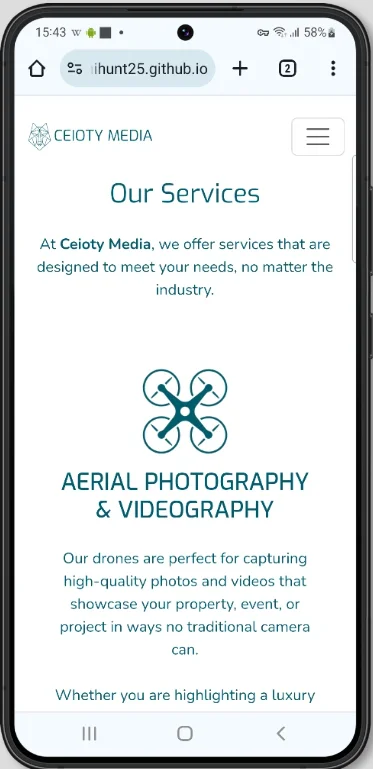 15:43
58%
ihunt25.github.io
2
CEIOTY MEDIA
Our Services
At Ceioty Media, we offer services that are
designed to meet your needs, no matter the
industry.
AERIAL PHOTOGRAPHY
& VIDEOGRAPHY
Our drones are perfect for capturing
high-quality photos and videos that
showcase your property, event, or
project in ways no traditional camera
can.
Whether you are highlighting a luxury